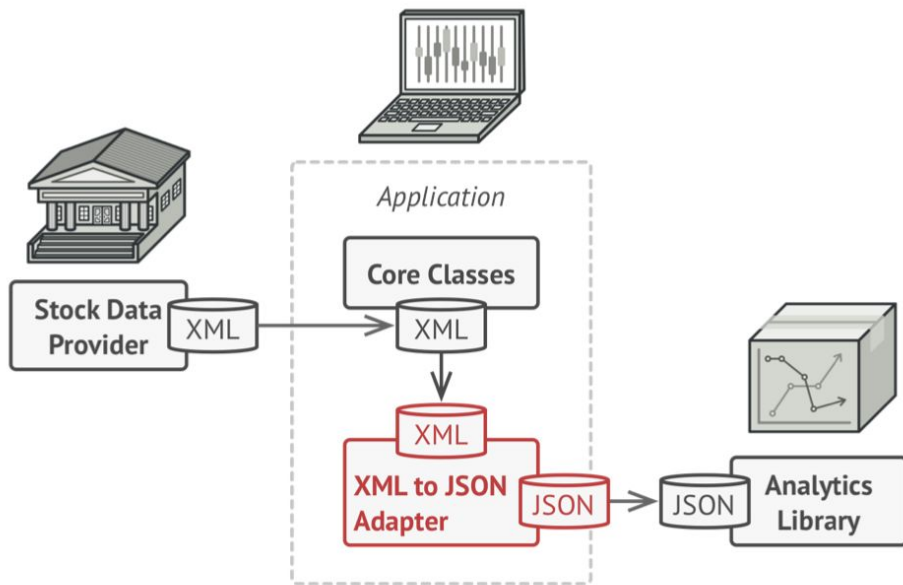 Application
Core Classes
XML
Stock Data
Provider
XML
XML
XML to JSON
Adapter
JSON
JSON
Analytics
Library